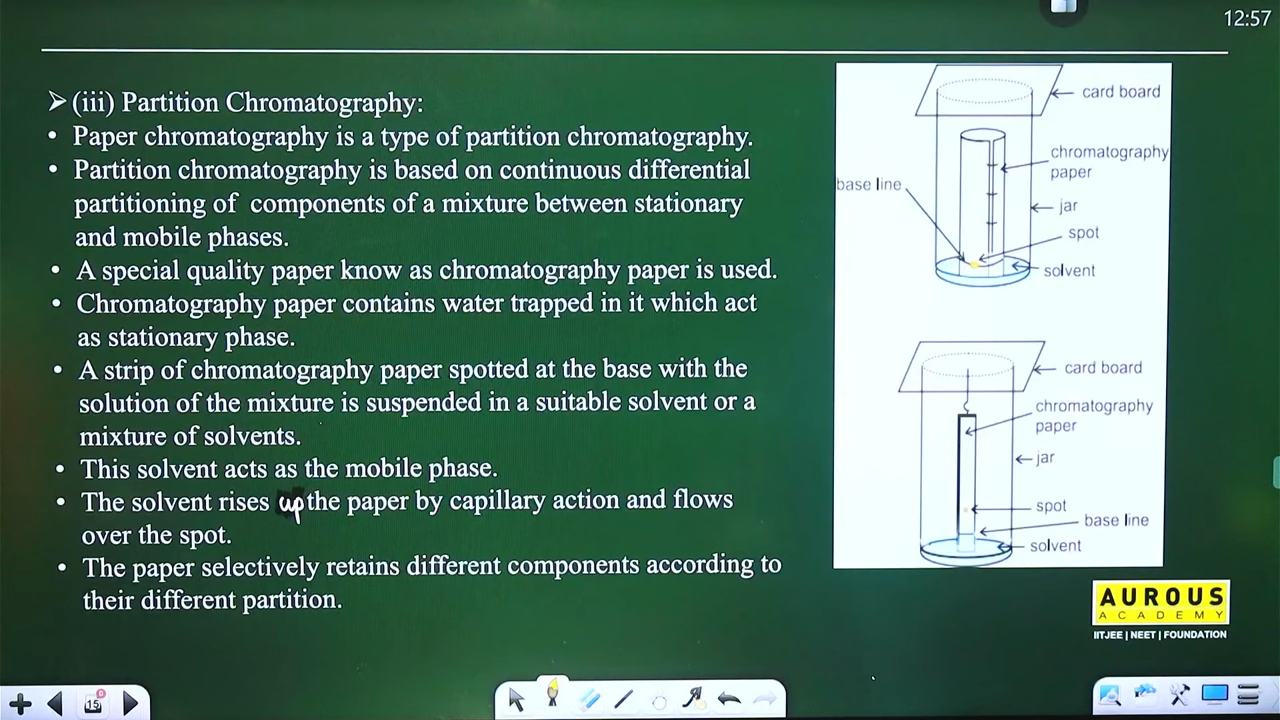 12:57
➢(iii) Partition Chromatography:
• Paper chromatography is a type of partition chromatography.
• Partition chromatography is based on continuous differential
partitioning of components of a mixture between stationary
and mobile phases.
• A special quality paper know as chromatography paper is used.
• Chromatography paper contains water trapped in it which act
as stationary phase.
• A strip of chromatography paper spotted at the base with the
solution of the mixture is suspended in a suitable solvent or a
mixture of solvents.
• This solvent acts as the mobile phase.
• The solvent rises up the paper by capillary action and flows
over the spot.
• The paper selectively retains different components according to
their different partition.
card board
chromatography
paper
base line
jar
spot
solvent
card board
chromatography
paper
jar
spot
base line
solvent
AUROUS
ACADEMY
IITJEE | NEET | FOUNDATION
15